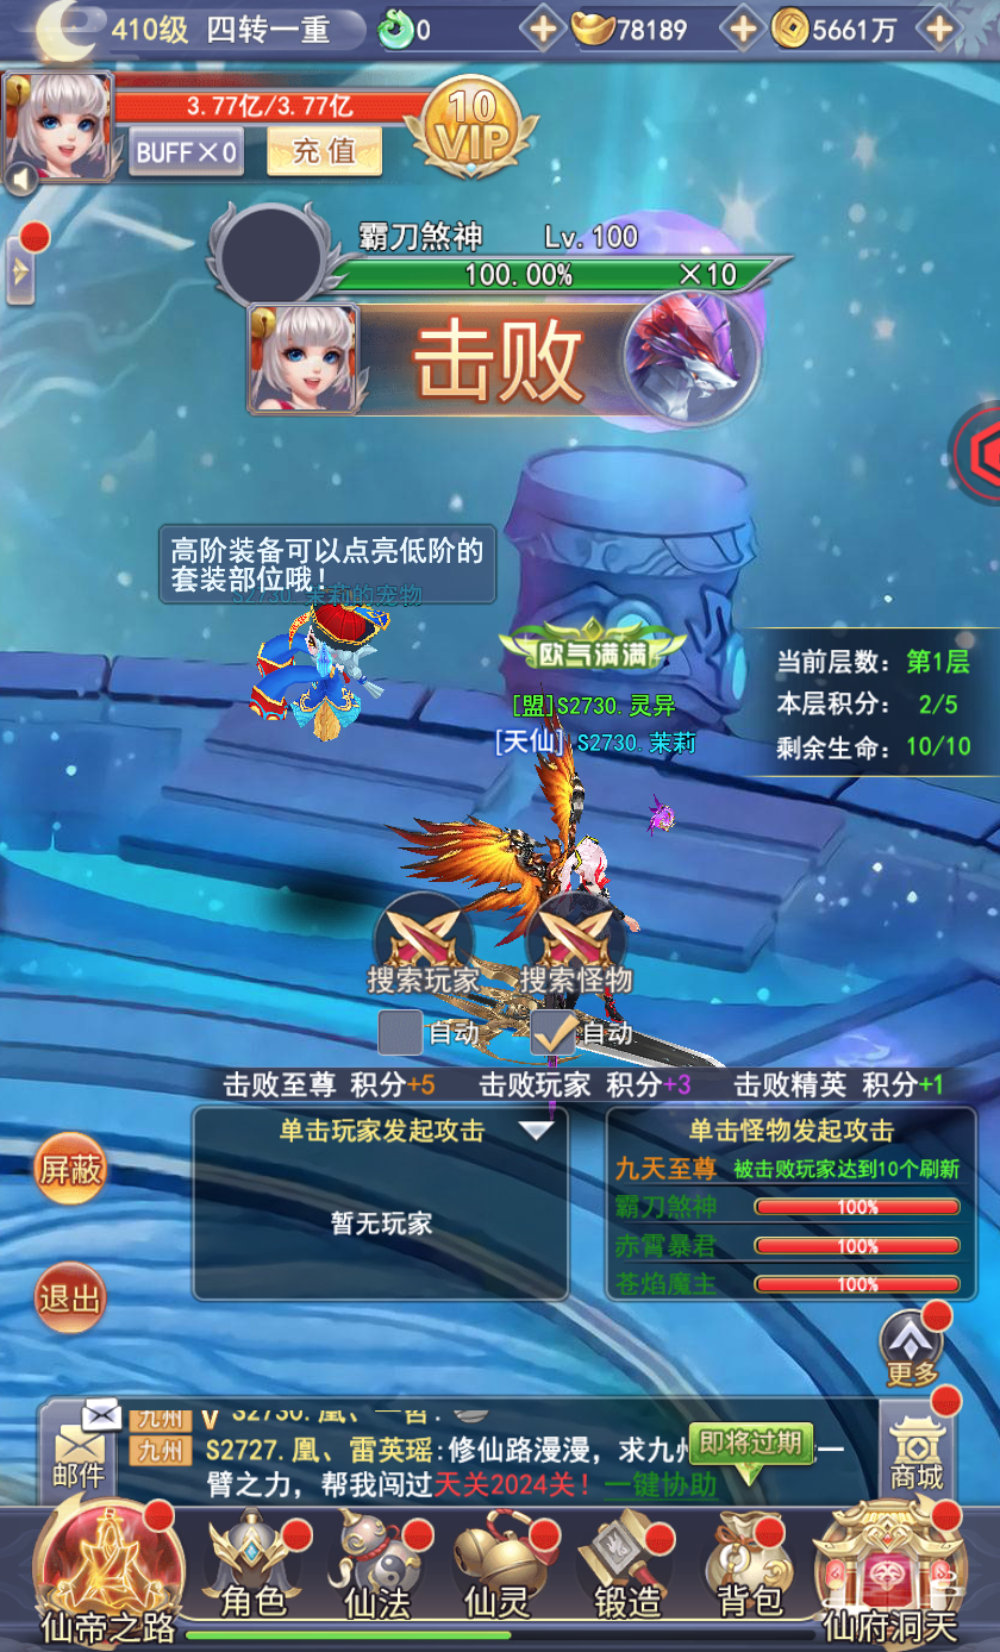 410级 四转一重 0 78189 5661万
3.77亿/3.77亿
BUFF×0 充值 10 VIP
霸刀煞神 Lv.100
100.00% ×10
击败
高阶装备可以点亮低阶的
套装部位哦!
S2730.茉莉的宠物
欧气满满
[盟]S2730.灵异
[天仙] S2730.茉莉
当前层数: 第1层
本层积分: 2/5
剩余生命: 10/10
搜索玩家 搜索怪物
自动 自动
击败至尊 积分+5 击败玩家 积分+3 击败精英 积分+1
单击玩家发起攻击
暂无玩家
单击怪物发起攻击
九天至尊 被击败玩家达到10个刷新
霸刀煞神 100%
赤霄暴君 100%
苍焰魔主 100%
屏蔽
退出
更多
九州 V S2730.凰、一哲:
九州 S2727.凰、雷英瑶:修仙路漫漫，求九州 一
臂之力，帮我闯过天关2024关! 一键协助
即将过期
邮件
商城
仙帝之路 角色 仙法 仙灵 锻造 背包 仙府洞天